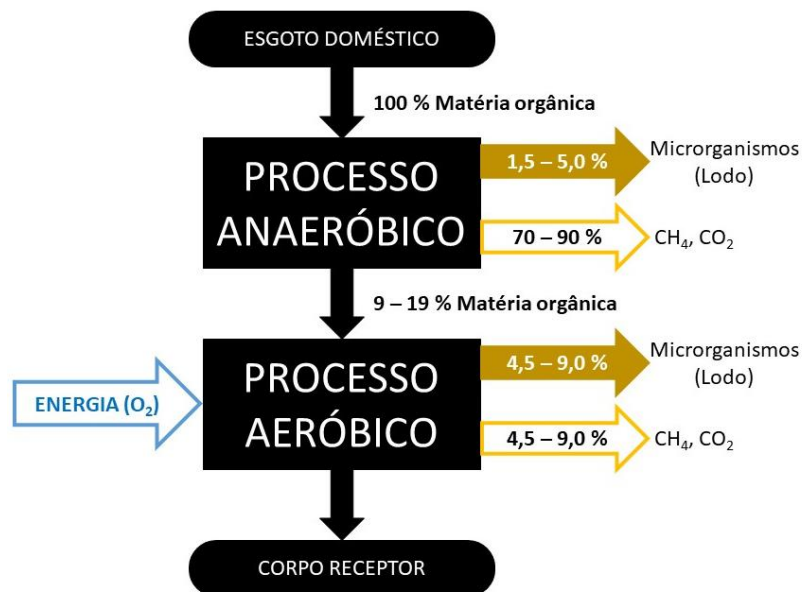 ESGOTO DOMÉSTICO
100 % Matéria orgânica
PROCESSO
ANAERÓBICO
1,5 – 5,0 %
Microrganismos
(Lodo)
70 – 90 %
CH₄, CO₂
9 – 19 % Matéria orgânica
ENERGIA (O₂)
PROCESSO
AERÓBICO
4,5 – 9,0 %
Microrganismos
(Lodo)
4,5 – 9,0 %
CH₄, CO₂
CORPO RECEPTOR